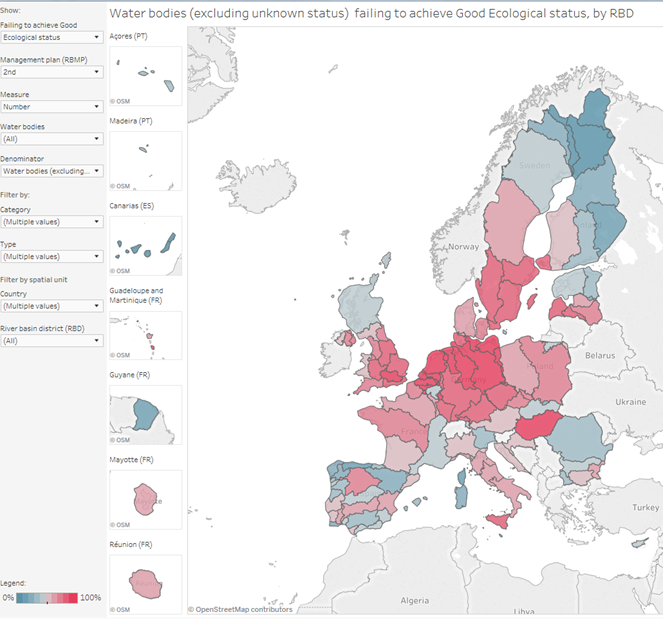 Show:
Water bodies (excluding unknown status) failing to achieve Good Ecological status, by RBD
Failing to achieve Good
Ecological status
Management plan (RBMP)
2nd
Measure
Number
Water bodies
(All)
Denominator
Water bodies (excluding...
Filter by:
Category
(Multiple values)
Type
(Multiple values)
Filter by spatial unit
Country
(Multiple values)
River basin district (RBD)
(All)
Legend:
0%
100%
Açores (PT)
© OSM
Madeira (PT)
© OSM
Canarias (ES)
© OSM
Guadeloupe and
Martinique (FR)
© OSM
Guyane (FR)
© OSM
Mayotte (FR)
© OSM
Réunion (FR)
© OSM
Sweden
Norway
Belarus
Poland
Ukraine
France
Turkey
Algeria
Libya
© OpenStreetMap contributors